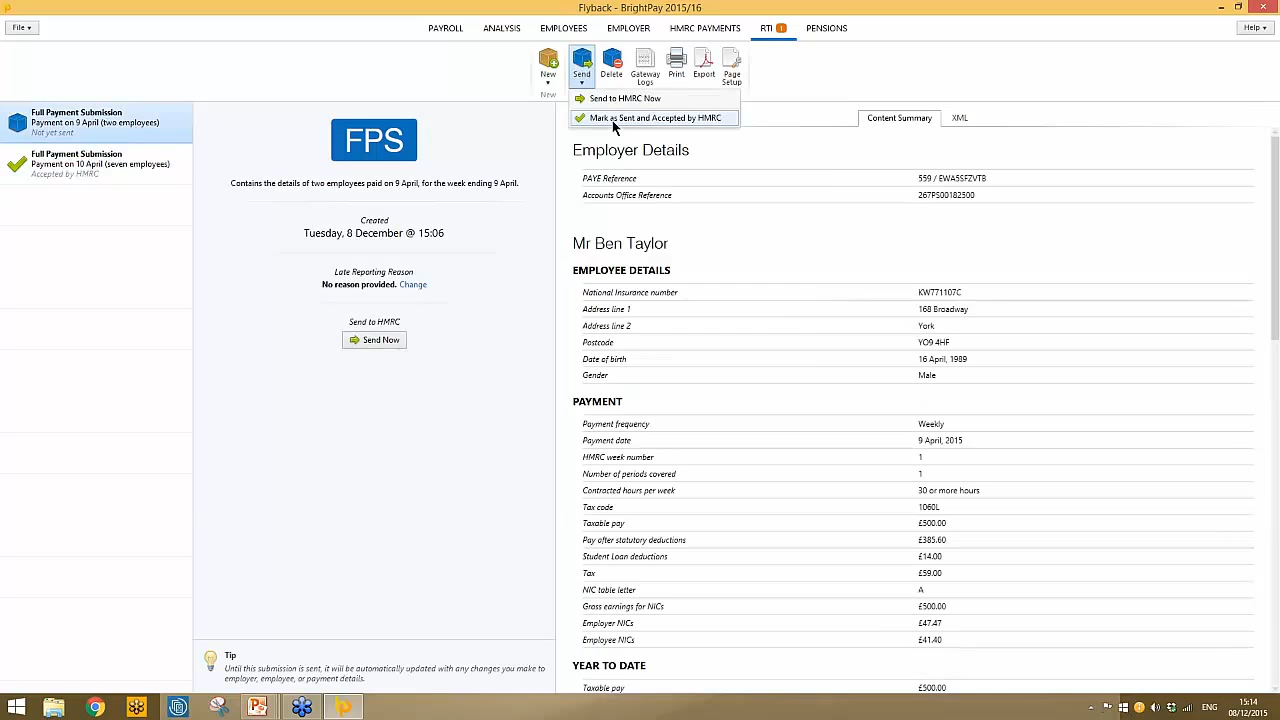 Flyback - BrightPay 2015/16
File
PAYROLL ANALYSIS EMPLOYEES EMPLOYER HMRC PAYMENTS RTI PENSIONS
Help
New Send Delete Gateway Logs Print Export Page Setup
New
Send to HMRC Now
Mark as Sent and Accepted by HMRC
Full Payment Submission
Payment on 9 April (two employees)
Not yet sent
Full Payment Submission
Payment on 10 April (seven employees)
Accepted by HMRC
FPS
Contains the details of two employees paid on 9 April, for the week ending 9 April.
Created
Tuesday, 8 December @ 15:06
Late Reporting Reason
No reason provided. Change
Send to HMRC
Send Now
Tip
Until this submission is sent, it will be automatically updated with any changes you make to
employer, employee, or payment details.
Content Summary XML
Employer Details
PAYE Reference 559 / EWA5SFZVTB
Accounts Office Reference 267PS00182500
Mr Ben Taylor
EMPLOYEE DETAILS
National Insurance number KW771107C
Address line 1 168 Broadway
Address line 2 York
Postcode YO9 4HF
Date of birth 16 April, 1989
Gender Male
PAYMENT
Payment frequency Weekly
Payment date 9 April, 2015
HMRC week number 1
Number of periods covered 1
Contracted hours per week 30 or more hours
Tax code 1060L
Taxable pay £500.00
Pay after statutory deductions £385.60
Student Loan deductions £14.00
Tax £59.00
NIC table letter A
Gross earnings for NICs £500.00
Employer NICs £47.47
Employee NICs £41.40
YEAR TO DATE
Taxable pay £500.00
ENG
15:14
08/12/2015